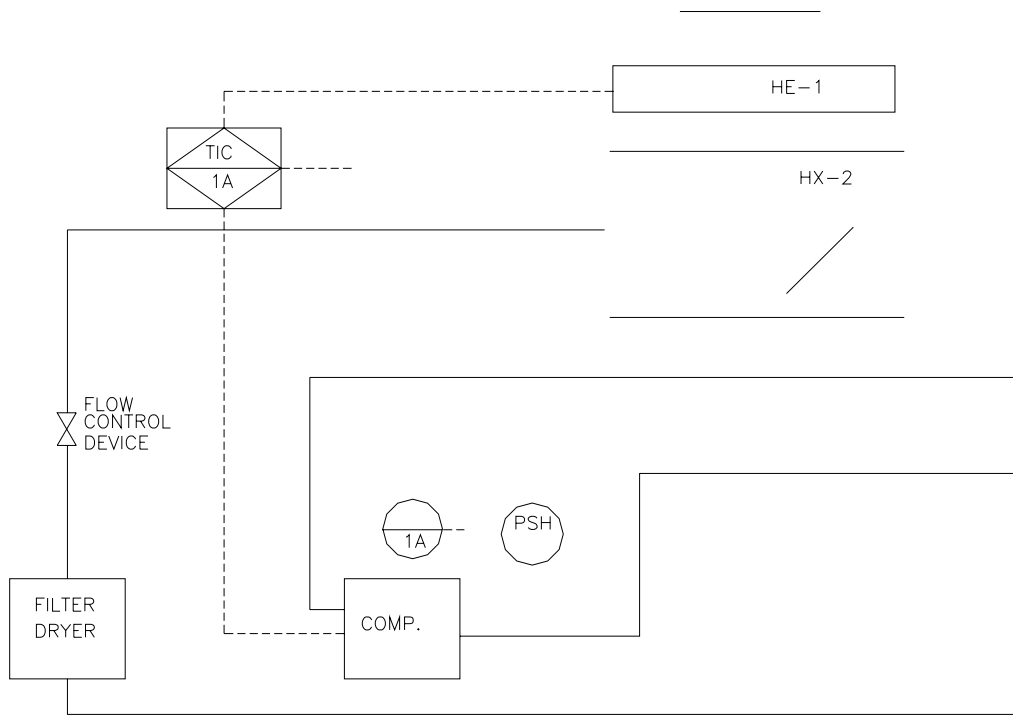 HE-1
TIC
1A
HX-2
FLOW
CONTROL
DEVICE
1A
PSH
FILTER
DRYER
COMP.